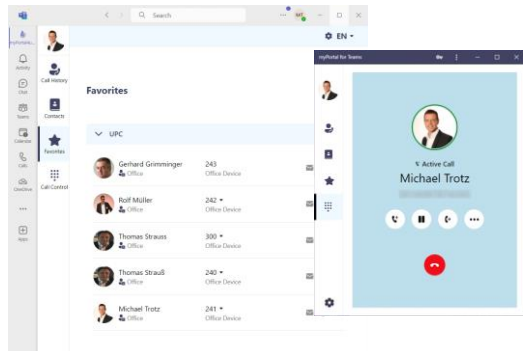 Search
MT
myPortalto...
EN
Activity
Chat
Teams
Calendar
Calls
OneDrive
Apps
Call History
Contacts
Favorites
Call Control
Favorites
UPC
Gerhard Grimminger 243
Office Office Device
Rolf Müller 242
Office Office Device
Thomas Strauss 300
Office Office Device
Thomas Strauß 240
Office Office Device
Michael Trotz 241
Office Office Device
myPortal for Teams
Active Call
Michael Trotz